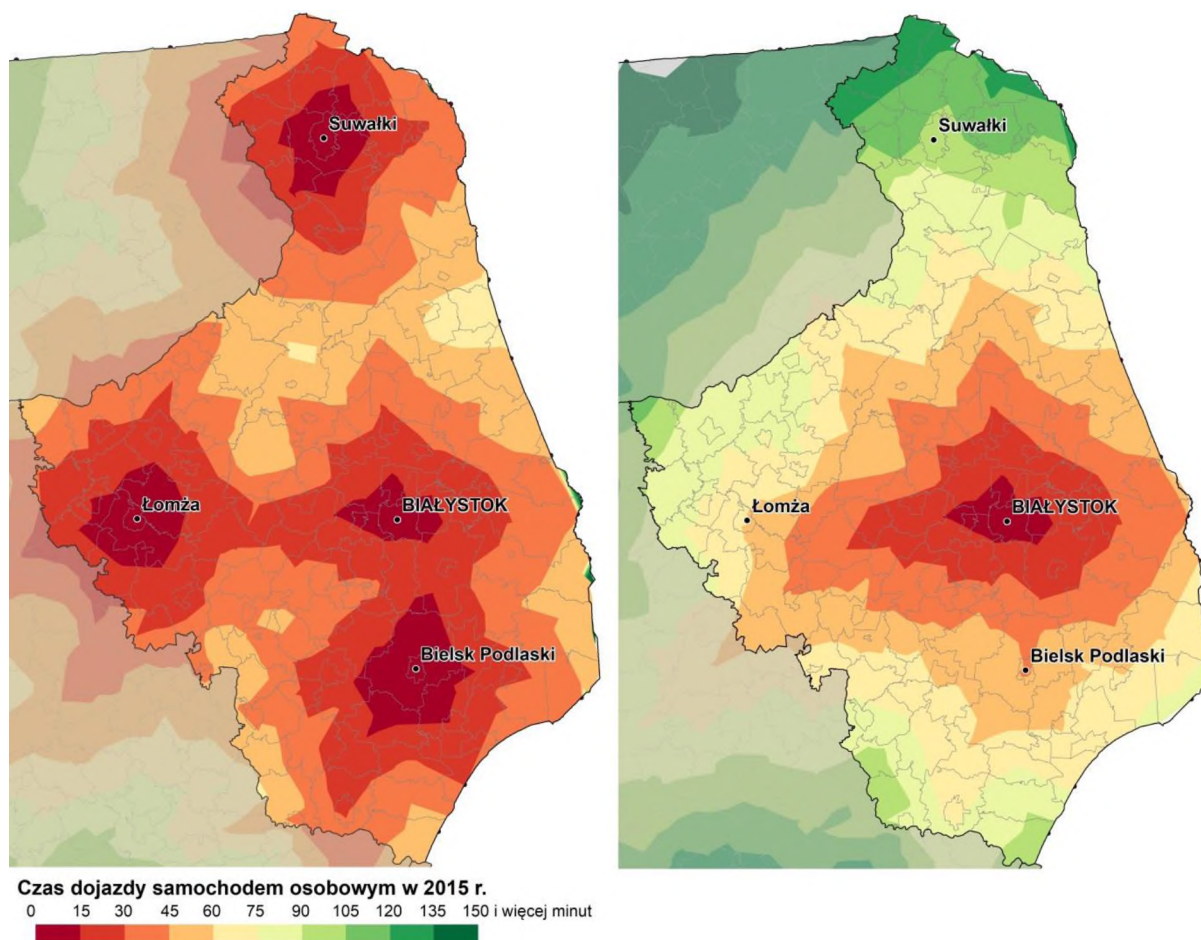 Suwałki
Łomża
BIAŁYSTOK
Bielsk Podlaski
Suwałki
Łomża
BIAŁYSTOK
Bielsk Podlaski
Czas dojazdy samochodem osobowym w 2015 r.
0 15 30 45 60 75 90 105 120 135 150 i więcej minut